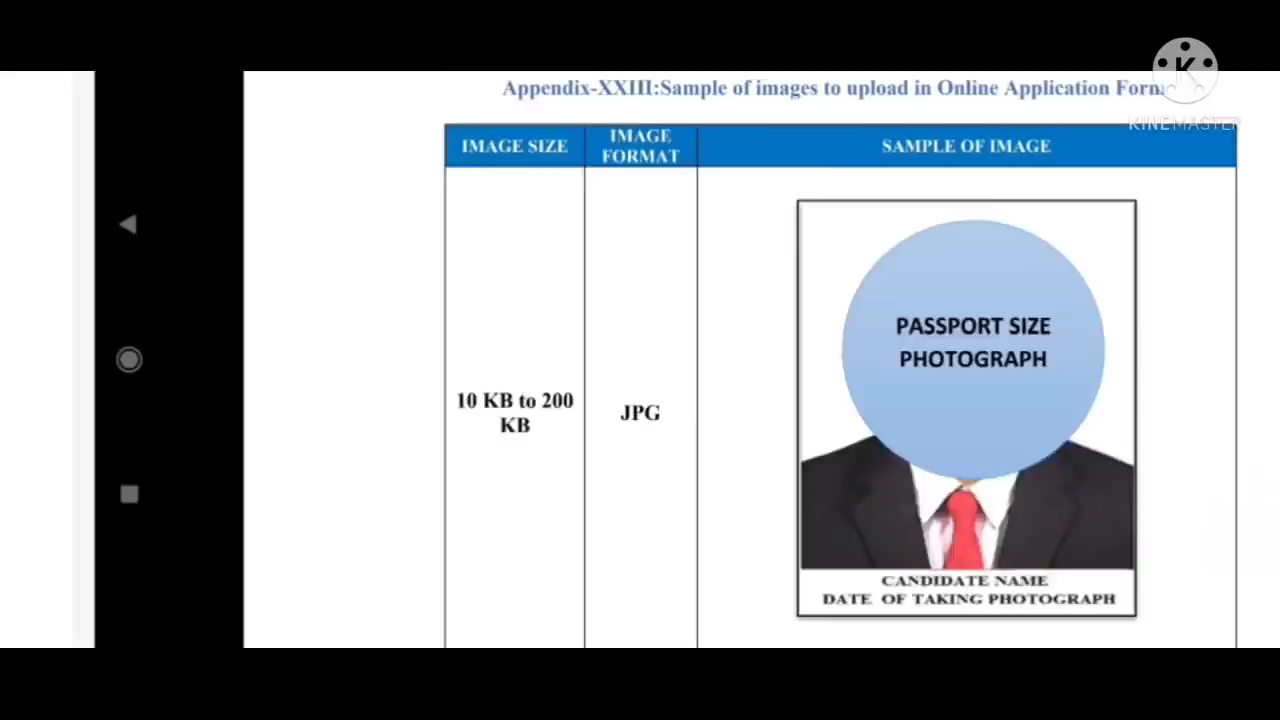 Appendix-XXIII:Sample of images to upload in Online Application Form
IMAGE SIZE
IMAGE
FORMAT
SAMPLE OF IMAGE
10 KB to 200
KB
JPG
PASSPORT SIZE
PHOTOGRAPH
CANDIDATE NAME
DATE OF TAKING PHOTOGRAPH
K
KINEMASTER